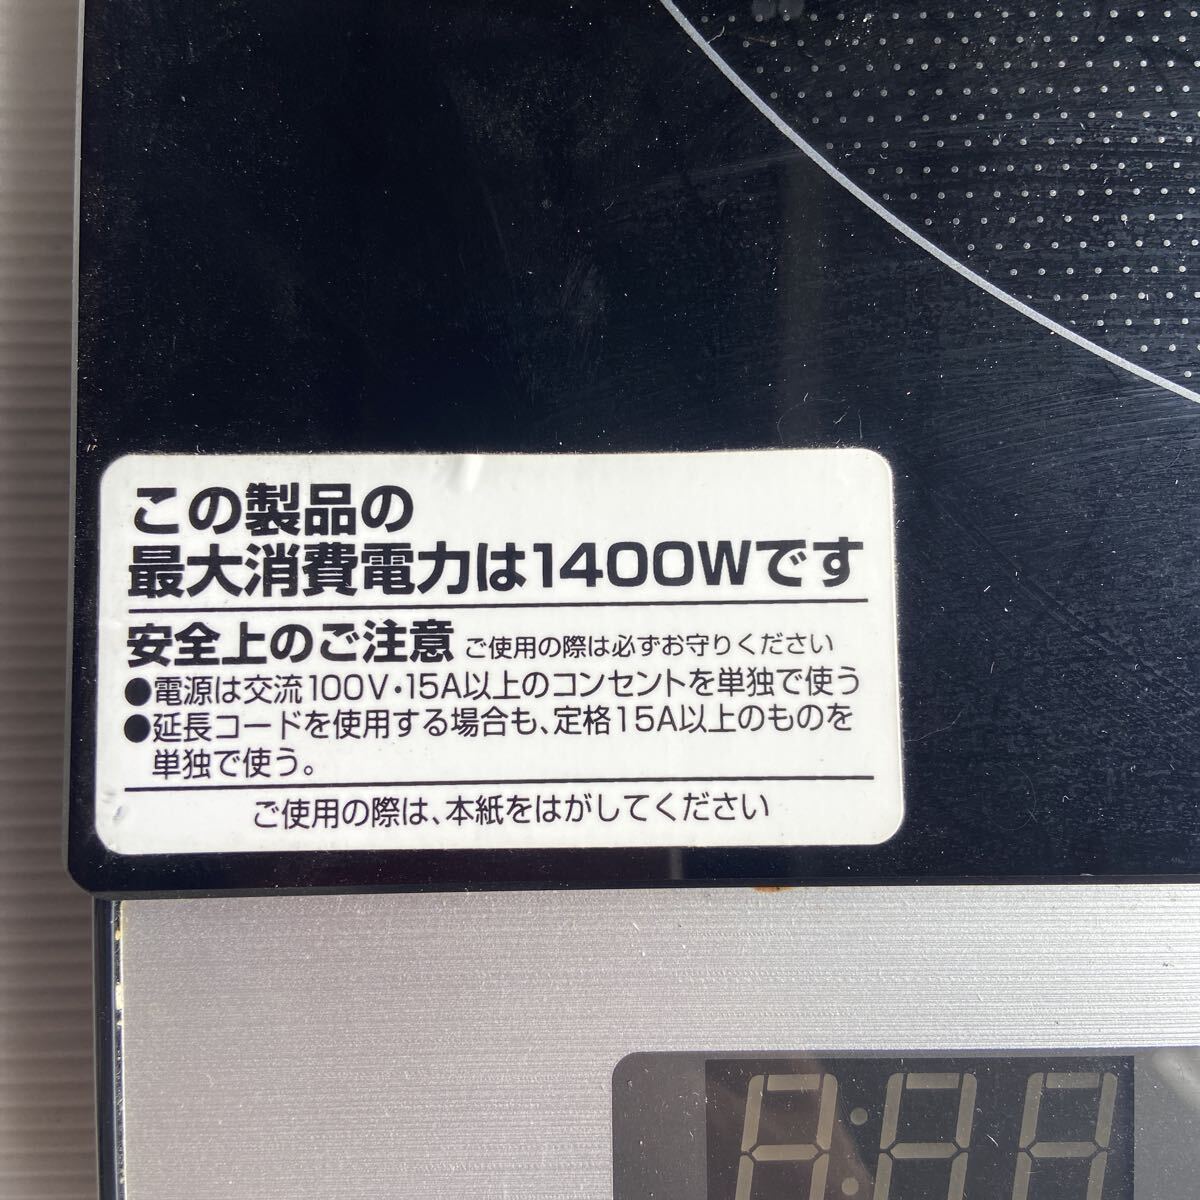 この製品の
最大消費電力は1400Wです
安全上のご注意 ご使用の際は必ずお守りください
●電源は交流100V・15A以上のコンセントを単独で使う
●延長コードを使用する場合も、定格15A以上のものを
単独で使う。
ご使用の際は、本紙をはがしてください